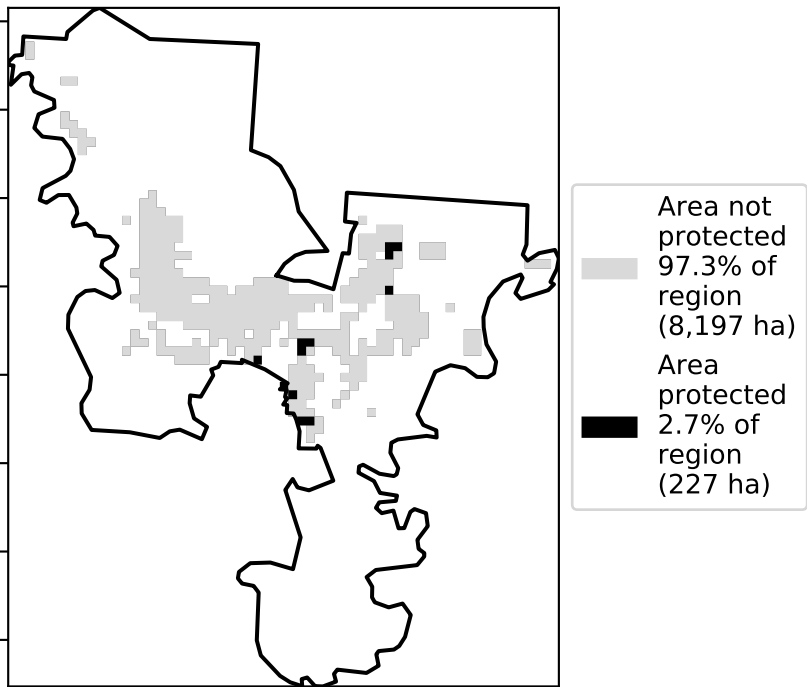 Area not
protected
97.3% of
region
(8,197 ha)
Area
protected
2.7% of
region
(227 ha)